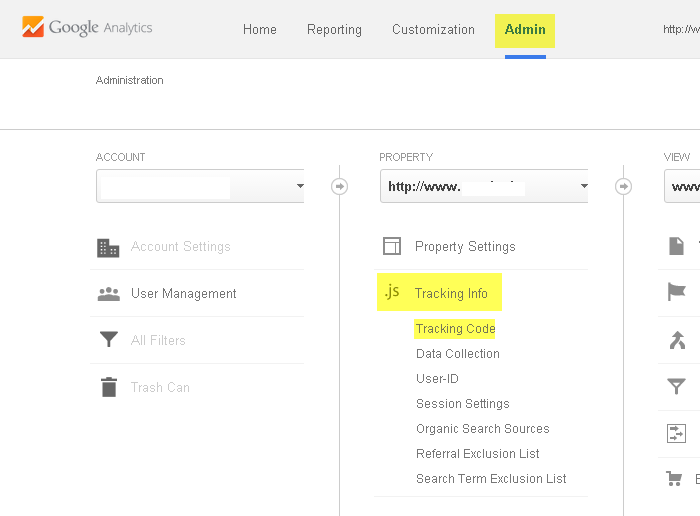 Google Analytics
Home Reporting Customization Admin
Administration
ACCOUNT
Account Settings
User Management
All Filters
Trash Can
PROPERTY
http://www.
Property Settings
.js Tracking Info
Tracking Code
Data Collection
User-ID
Session Settings
Organic Search Sources
Referral Exclusion List
Search Term Exclusion List
VIEW